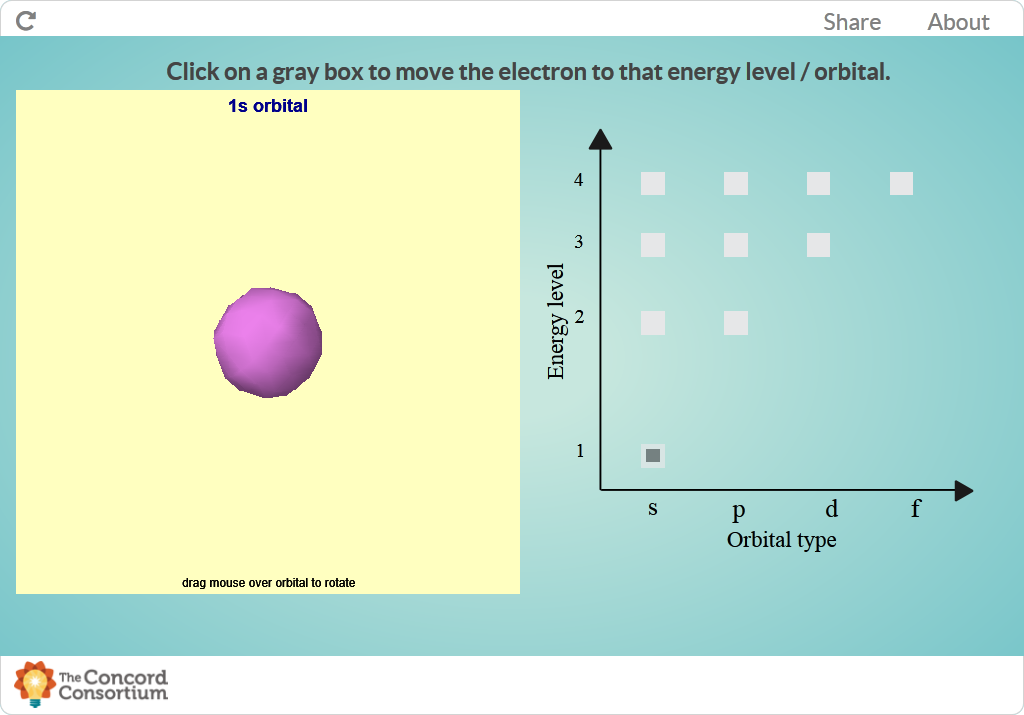 Share About
Click on a gray box to move the electron to that energy level / orbital.
1s orbital
drag mouse over orbital to rotate
4
3
2
1
Energy level
s p d f
Orbital type
The Concord
Consortium